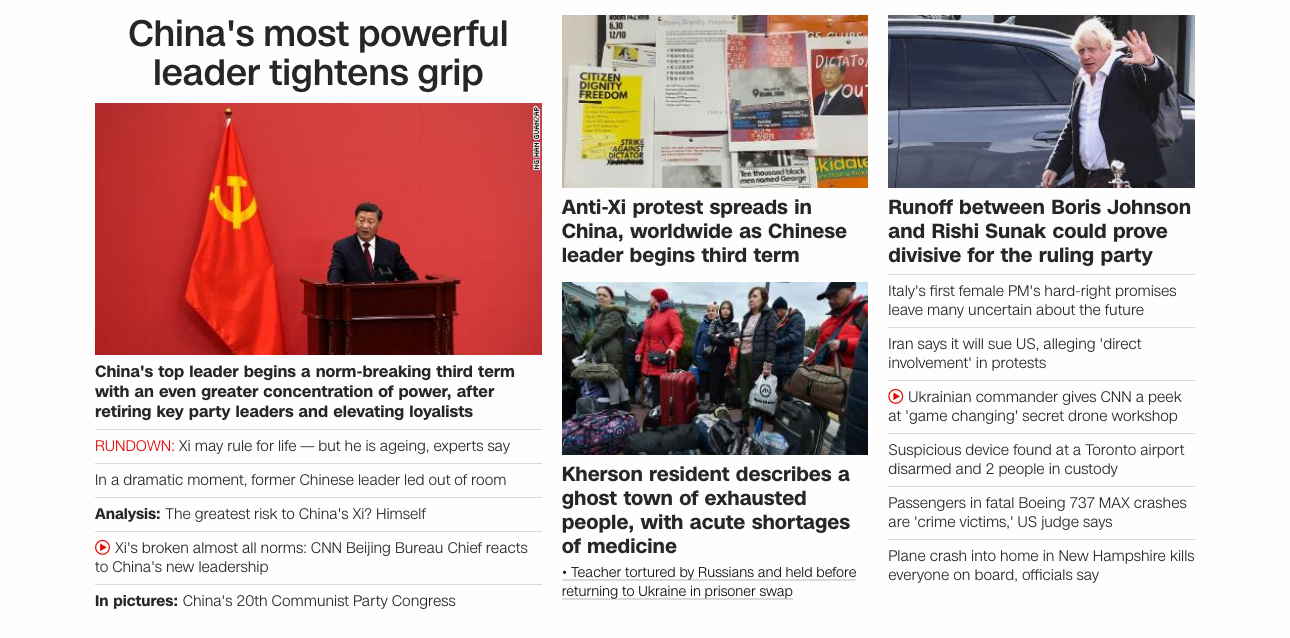 China's most powerful
leader tightens grip
NG HAN GUAN/AP
China's top leader begins a norm-breaking third term
with an even greater concentration of power, after
retiring key party leaders and elevating loyalists
RUNDOWN: Xi may rule for life — but he is ageing, experts say
In a dramatic moment, former Chinese leader led out of room
Analysis: The greatest risk to China's Xi? Himself
Xi's broken almost all norms: CNN Beijing Bureau Chief reacts
to China's new leadership
In pictures: China's 20th Communist Party Congress
6.30
12/10
Citizen, Dignity, Freedom
CITIZEN
DIGNITY
FREEDOM
STRIKE
AGAINST
DICTATOR
DICTATO
OUT
Ten thousand black
men named George
skiddle
Anti-Xi protest spreads in
China, worldwide as Chinese
leader begins third term
Kherson resident describes a
ghost town of exhausted
people, with acute shortages
of medicine
• Teacher tortured by Russians and held before
returning to Ukraine in prisoner swap
Runoff between Boris Johnson
and Rishi Sunak could prove
divisive for the ruling party
Italy's first female PM's hard-right promises
leave many uncertain about the future
Iran says it will sue US, alleging 'direct
involvement' in protests
Ukrainian commander gives CNN a peek
at 'game changing' secret drone workshop
Suspicious device found at a Toronto airport
disarmed and 2 people in custody
Passengers in fatal Boeing 737 MAX crashes
are 'crime victims,' US judge says
Plane crash into home in New Hampshire kills
everyone on board, officials say